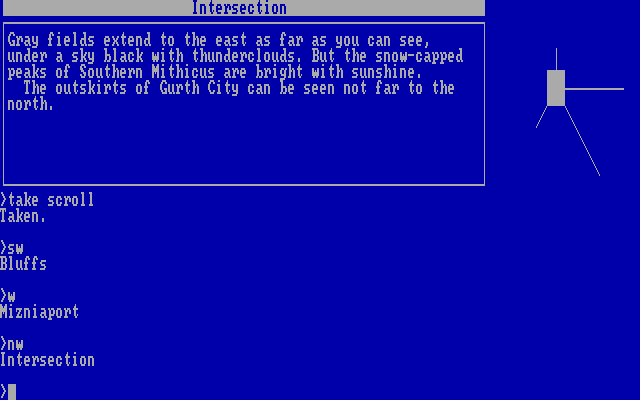 Intersection
Gray fields extend to the east as far as you can see,
under a sky black with thunderclouds. But the snow-capped
peaks of Southern Mithicus are bright with sunshine.
The outskirts of Gurth City can be seen not far to the
north.
>take scroll
Taken.
>sw
Bluffs
>w
Mizniaport
>nw
Intersection
>